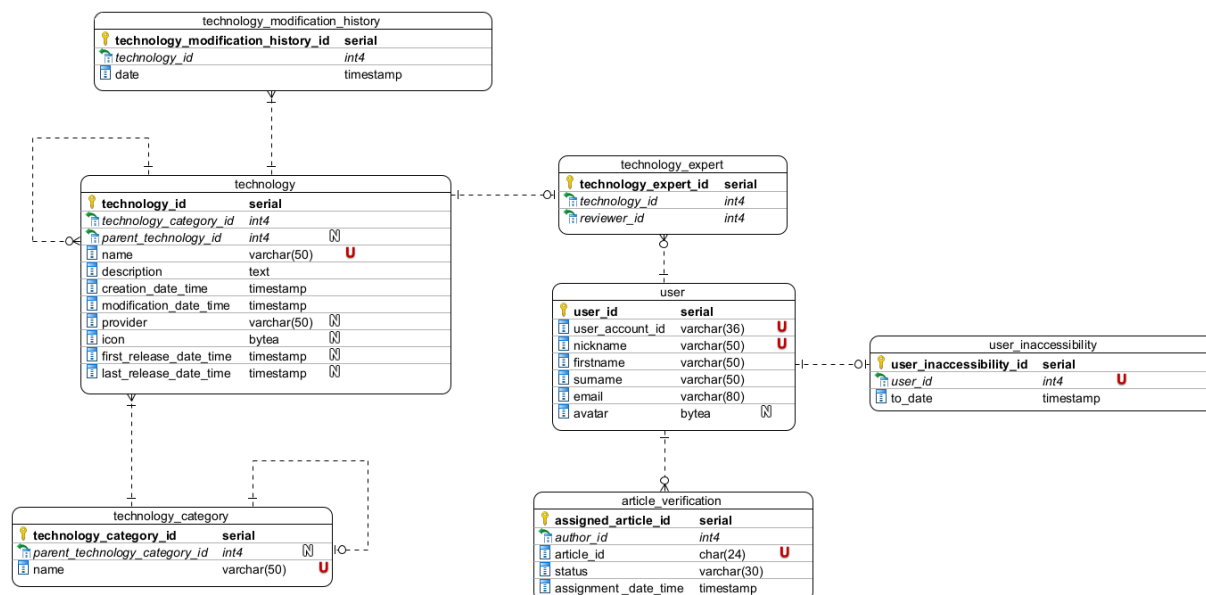 technology_modification_history
technology_modification_history_id serial
technology_id int4
date timestamp
technology
technology_id serial
technology_category_id int4
parent_technology_id int4 N
name varchar(50) U
description text
creation_date_time timestamp
modification_date_time timestamp
provider varchar(50) N
icon bytea N
first_release_date_time timestamp N
last_release_date_time timestamp N
technology_expert
technology_expert_id serial
technology_id int4
reviewer_id int4
user
user_id serial
user_account_id varchar(36) U
nickname varchar(50) U
firstname varchar(50)
surname varchar(50)
email varchar(80)
avatar bytea N
user_inaccessibility
user_inaccessibility_id serial
user_id int4 U
to_date timestamp
technology_category
technology_category_id serial
parent_technology_category_id int4 N
name varchar(50) U
article_verification
assigned_article_id serial
author_id int4
article_id char(24) U
status varchar(30)
assignment _date_time timestamp